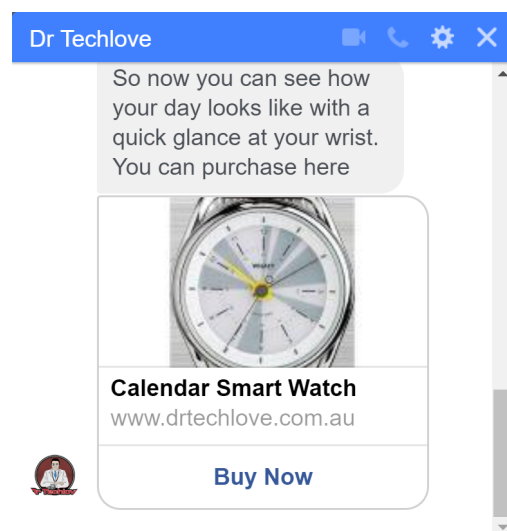 Dr Techlove
So now you can see how
your day looks like with a
quick glance at your wrist.
You can purchase here
Calendar Smart Watch
www.drtechlove.com.au
Buy Now